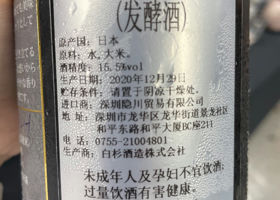 (发酵酒)
原产国：日本
原料：水,大米。
酒精度：15.5%vol
灌装日期：2020年12月29日
贮存条件：请置于阴凉干燥处。
进口商：深圳隐川贸易有限公司
地址：深圳市龙华区龙华街道景龙社区
和平东路和平大厦BC座211
电话：0755-21004801
生产商：白杉酒造株式会社
未成年人及孕妇不宜饮酒;
过量饮酒有害健康。